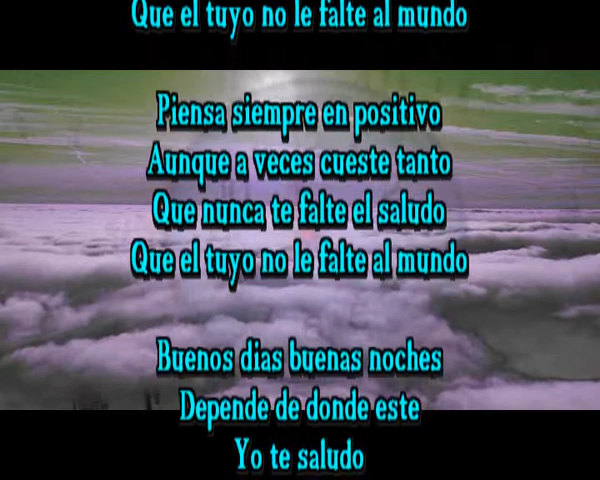 Que el tuyo no le falte al mundo
Piensa siempre en positivo
Aunque a veces cueste tanto
Que nunca te falte el saludo
Que el tuyo no le falte al mundo
Buenos dias buenas noches
Depende de donde este
Yo te saludo